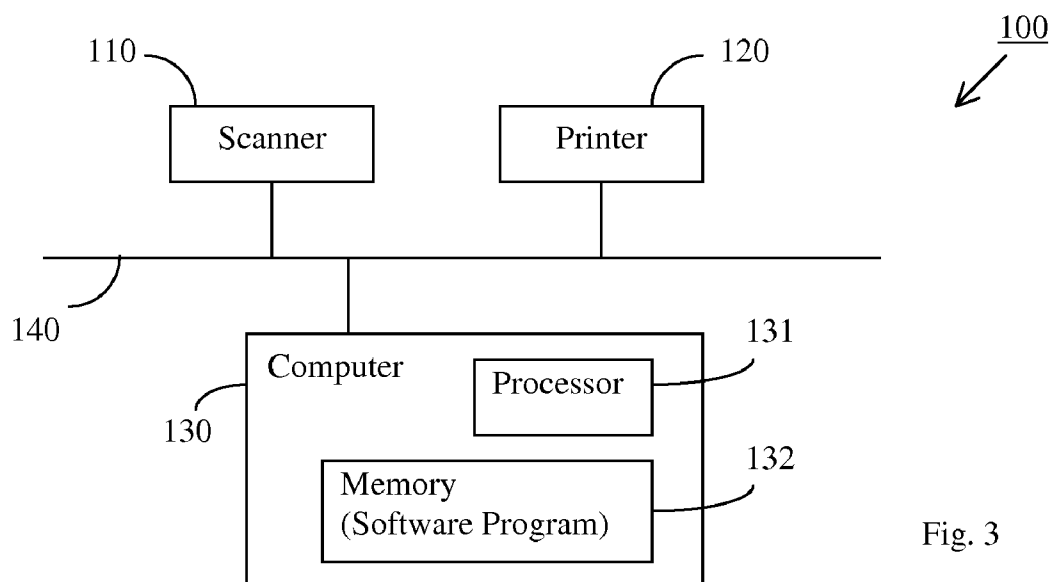 100
110
120
Scanner
Printer
140
Computer
Processor
131
130
Memory
(Software Program)
132
Fig. 3